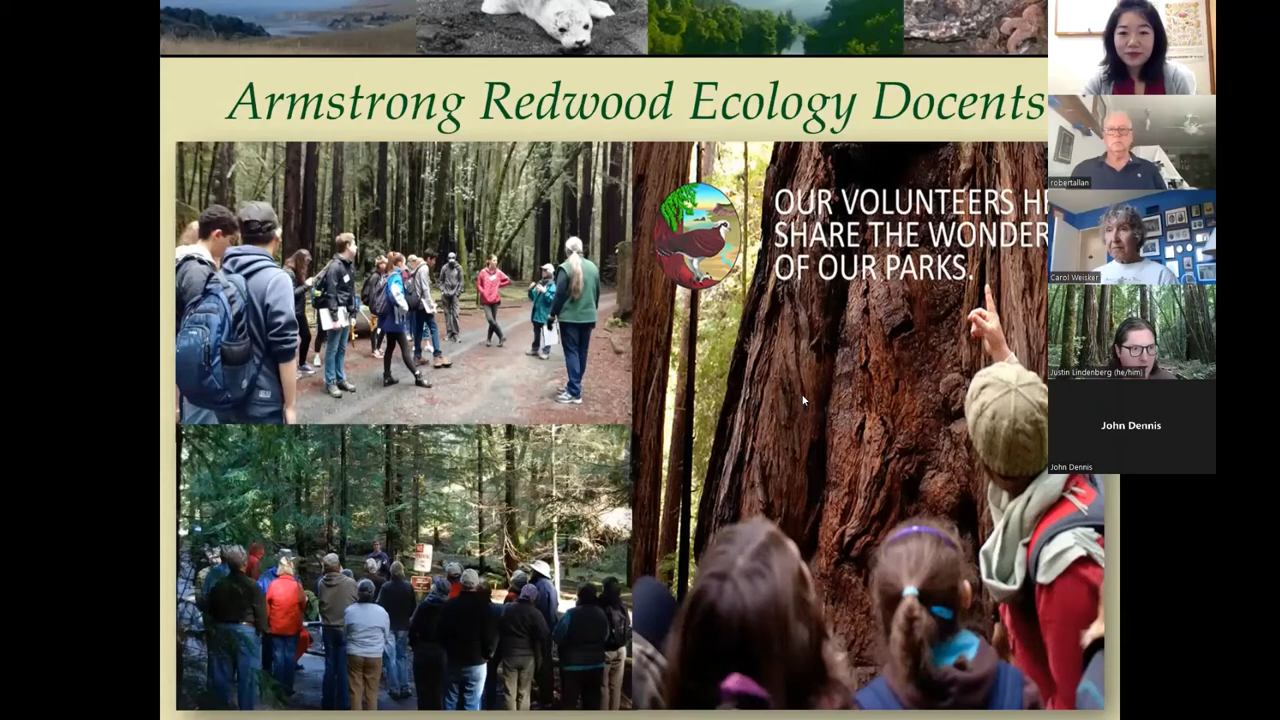 Armstrong Redwood Ecology Docents
OUR VOLUNTEERS
SHARE THE WONDER
OF OUR PARKS.
robertallan
Carol Weisker
Justin Lindenberg (he/him)
John Dennis
John Dennis